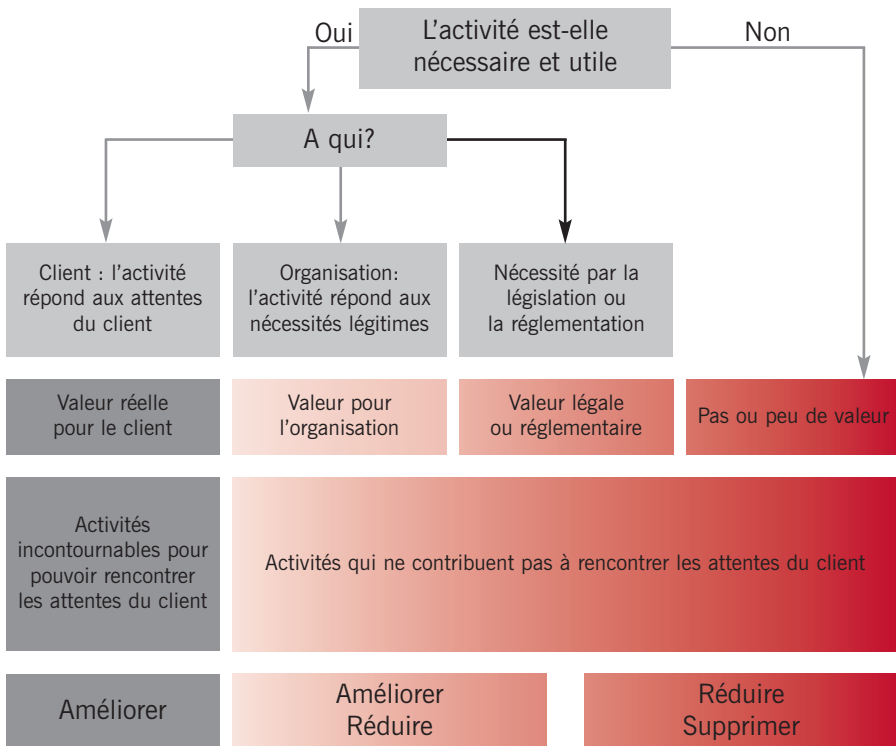 Oui
L'activité est-elle
nécessaire et utile
Non
A qui?
Client : l'activité
répond aux attentes
du client
Organisation:
l'activité répond aux
nécessités légitimes
Nécessité par la
législation ou
la réglementation
Valeur réelle
pour le client
Valeur pour
l'organisation
Valeur légale
ou réglementaire
Pas ou peu de valeur
Activités
incontournables pour
pouvoir rencontrer
les attentes du client
Activités qui ne contribuent pas à rencontrer les attentes du client
Améliorer
Améliorer
Réduire
Réduire
Supprimer